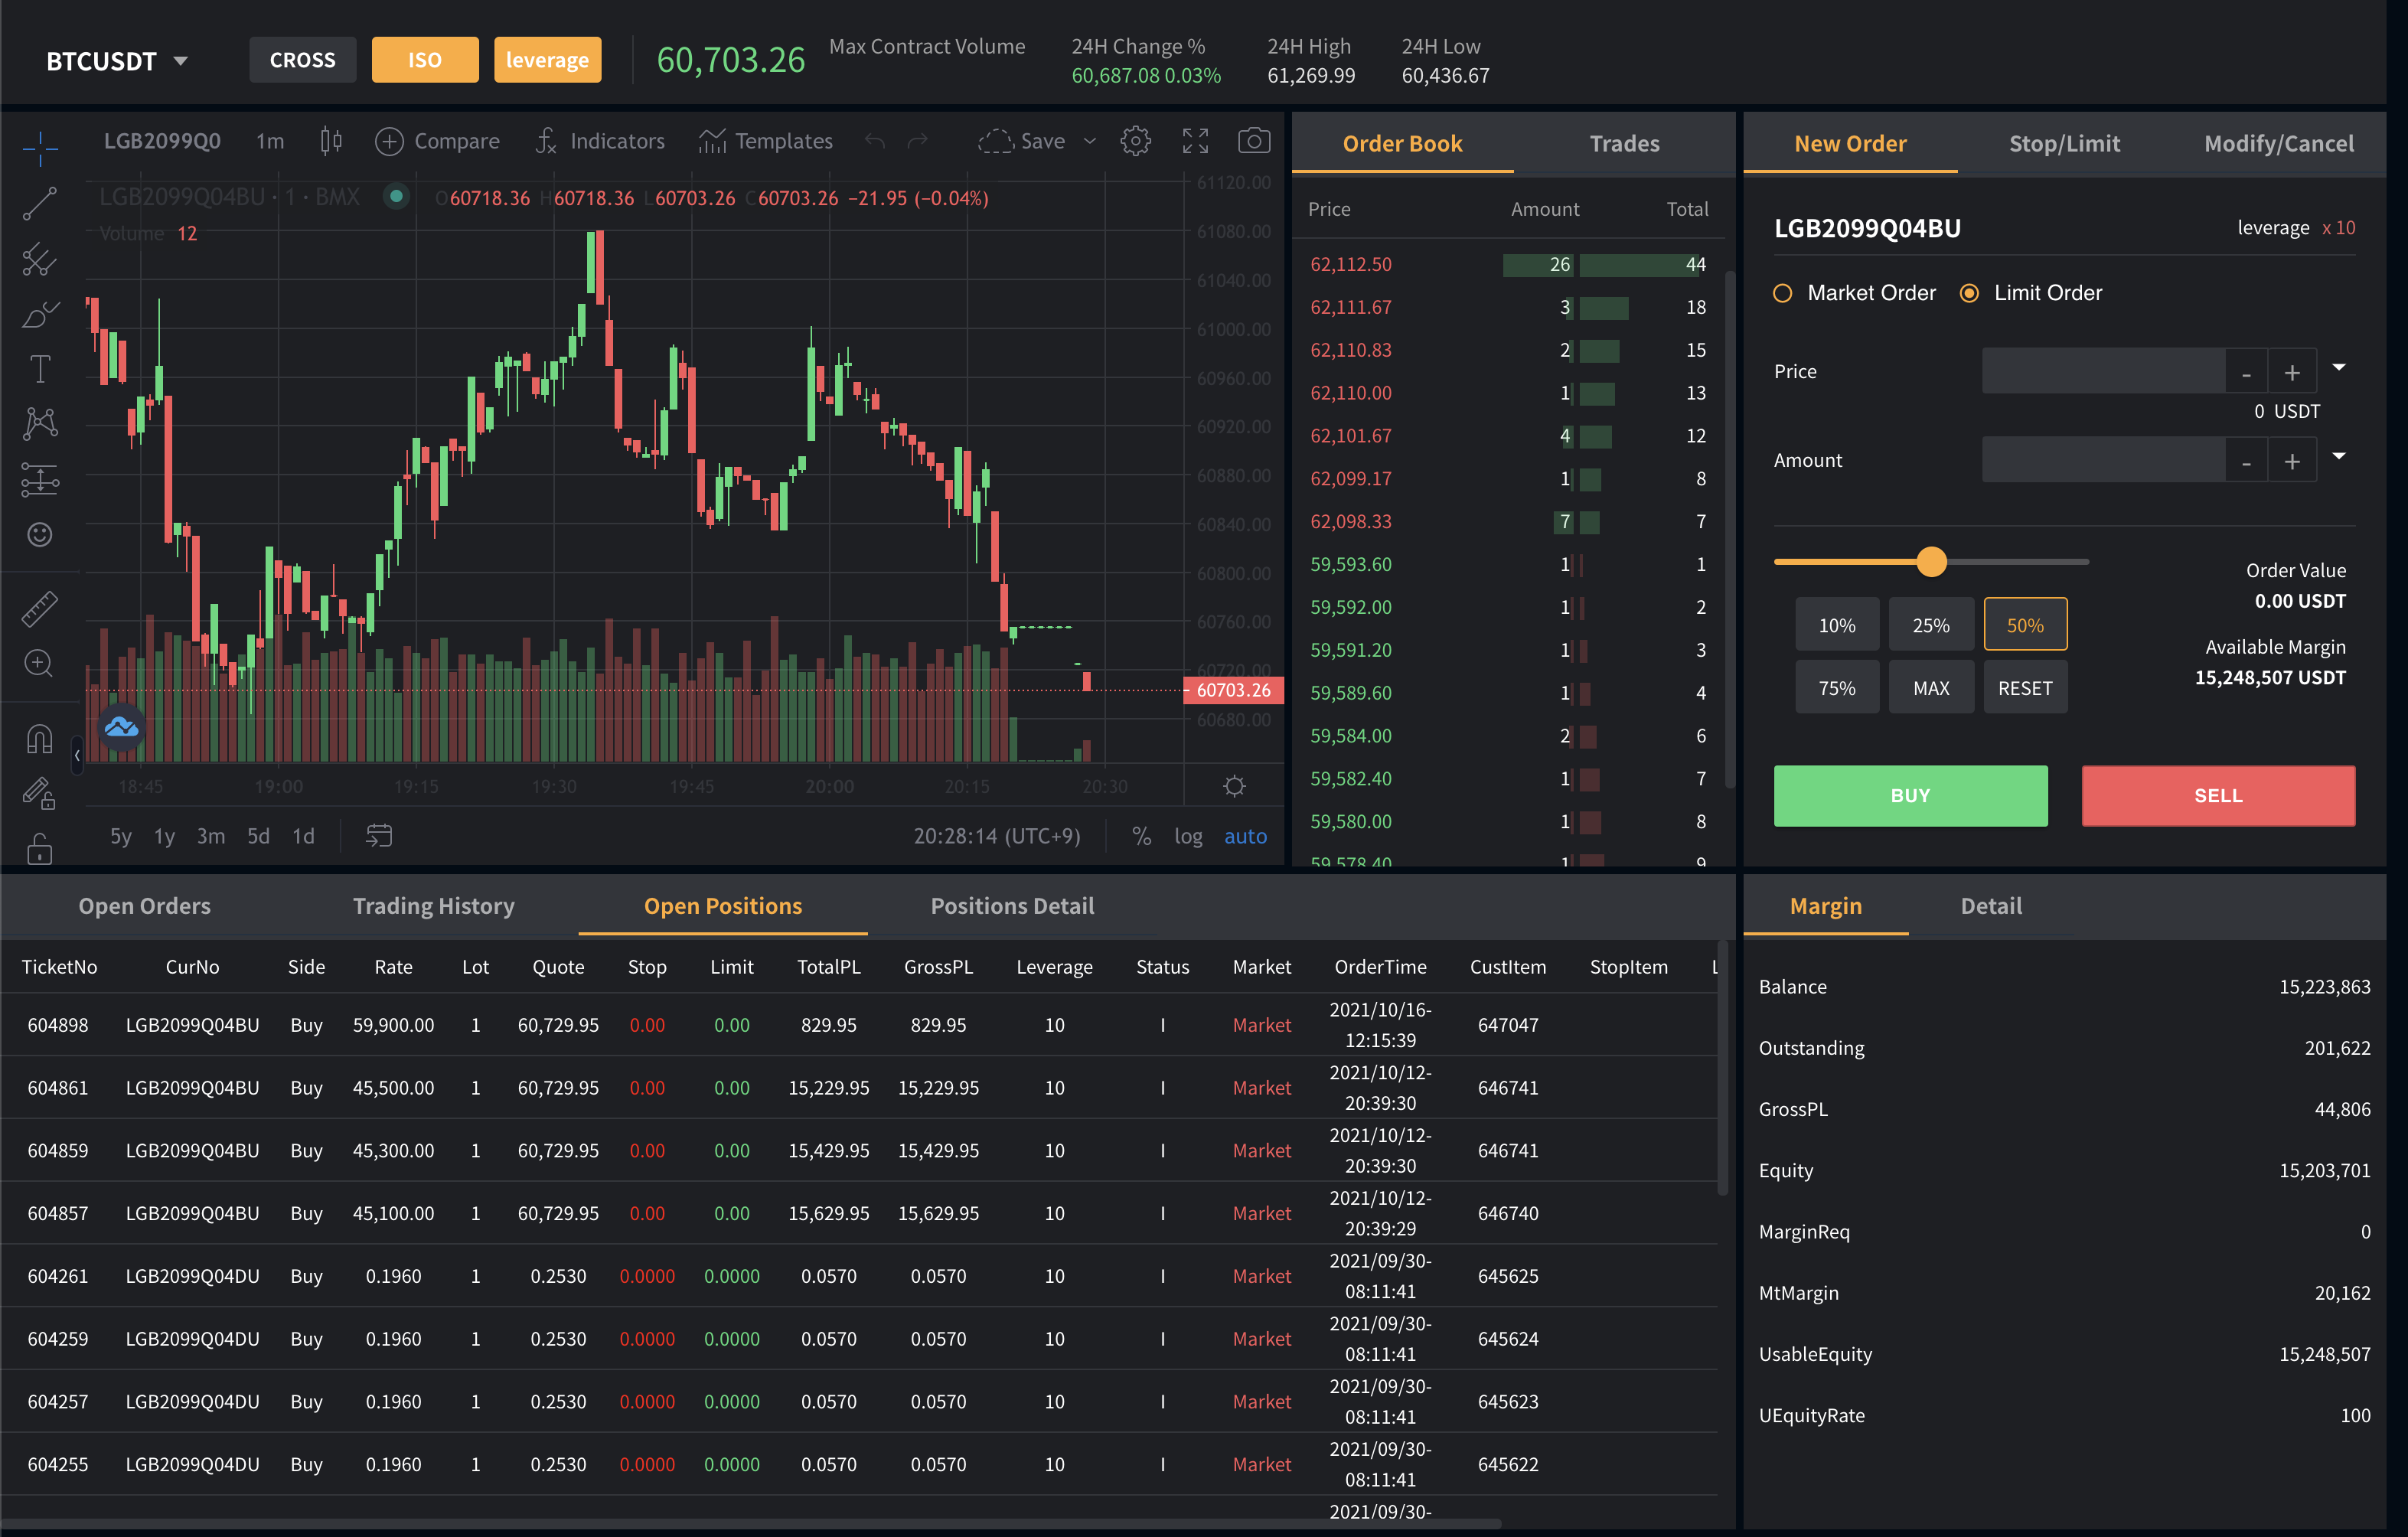 BTCUSDT
CROSS ISO leverage
60,703.26
Max Contract Volume
24H Change %
60,687.08 0.03%
24H High
61,269.99
24H Low
60,436.67
LGB2099Q0 1m Compare Indicators Templates Save
LGB2099Q04BU · 1 · BMX O60718.36 H60718.36 L60703.26 C60703.26 −21.95 (−0.04%)
Volume 12
61120.00
61080.00
61040.00
61000.00
60960.00
60920.00
60880.00
60840.00
60800.00
60760.00
60720.00
60703.26
60680.00
18:45 19:00 19:15 19:30 19:45 20:00 20:15 20:30
5y 1y 3m 5d 1d 20:28:14 (UTC+9) % log auto
Order Book Trades
Price Amount Total
62,112.50 26 44
62,111.67 3 18
62,110.83 2 15
62,110.00 1 13
62,101.67 4 12
62,099.17 1 8
62,098.33 7 7
59,593.60 1 1
59,592.00 1 2
59,591.20 1 3
59,589.60 1 4
59,584.00 2 6
59,582.40 1 7
59,580.00 1 8
59,578.40 1 9
New Order Stop/Limit Modify/Cancel
LGB2099Q04BU leverage x 10
Market Order Limit Order
Price - +
0 USDT
Amount - +
Order Value
0.00 USDT
10% 25% 50%
Available Margin
15,248,507 USDT
75% MAX RESET
BUY SELL
Open Orders Trading History Open Positions Positions Detail
TicketNo CurNo Side Rate Lot Quote Stop Limit TotalPL GrossPL Leverage Status Market OrderTime CustItem StopItem L
604898 LGB2099Q04BU Buy 59,900.00 1 60,729.95 0.00 0.00 829.95 829.95 10 I Market 2021/10/16-12:15:39 647047
604861 LGB2099Q04BU Buy 45,500.00 1 60,729.95 0.00 0.00 15,229.95 15,229.95 10 I Market 2021/10/12-20:39:30 646741
604859 LGB2099Q04BU Buy 45,300.00 1 60,729.95 0.00 0.00 15,429.95 15,429.95 10 I Market 2021/10/12-20:39:30 646741
604857 LGB2099Q04BU Buy 45,100.00 1 60,729.95 0.00 0.00 15,629.95 15,629.95 10 I Market 2021/10/12-20:39:29 646740
604261 LGB2099Q04DU Buy 0.1960 1 0.2530 0.0000 0.0000 0.0570 0.0570 10 I Market 2021/09/30-08:11:41 645625
604259 LGB2099Q04DU Buy 0.1960 1 0.2530 0.0000 0.0000 0.0570 0.0570 10 I Market 2021/09/30-08:11:41 645624
604257 LGB2099Q04DU Buy 0.1960 1 0.2530 0.0000 0.0000 0.0570 0.0570 10 I Market 2021/09/30-08:11:41 645623
604255 LGB2099Q04DU Buy 0.1960 1 0.2530 0.0000 0.0000 0.0570 0.0570 10 I Market 2021/09/30-08:11:41 645622
2021/09/30-
Margin Detail
Balance 15,223,863
Outstanding 201,622
GrossPL 44,806
Equity 15,203,701
MarginReq 0
MtMargin 20,162
UsableEquity 15,248,507
UEquityRate 100